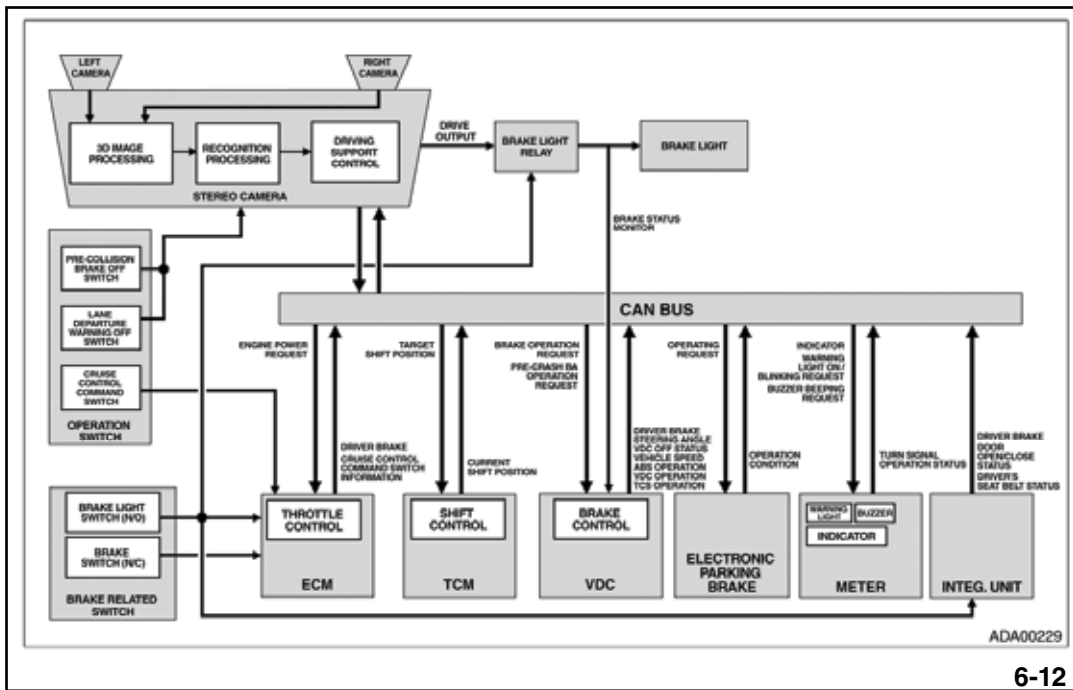 LEFT
CAMERA
RIGHT
CAMERA
3D IMAGE
PROCESSING
RECOGNITION
PROCESSING
DRIVING
SUPPORT
CONTROL
STEREO CAMERA
DRIVE
OUTPUT
BRAKE LIGHT
RELAY
BRAKE LIGHT
BRAKE STATUS
MONITOR
PRE-COLLISION
BRAKE OFF
SWITCH
LANE
DEPARTURE
WARNING OFF
SWITCH
CRUISE
CONTROL
COMMAND
SWITCH
OPERATION
SWITCH
CAN BUS
ENGINE POWER
REQUEST
TARGET
SHIFT POSITION
BRAKE OPERATION
REQUEST
PRE-CRASH BA
OPERATION
REQUEST
OPERATING
REQUEST
INDICATOR
WARNING
LIGHT ON /
BLINKING REQUEST
BUZZER BEEPING
REQUEST
DRIVER BRAKE
CRUISE CONTROL
COMMAND SWITCH
INFORMATION
CURRENT
SHIFT POSITION
DRIVER BRAKE
STEERING ANGLE
VDC OFF STATUS
VEHICLE SPEED
ABS OPERATION
VDC OPERATION
TCS OPERATION
OPERATION
CONDITION
TURN SIGNAL
OPERATION STATUS
DRIVER BRAKE
DOOR
OPEN/CLOSE
STATUS
DRIVER'S
SEAT BELT STATUS
BRAKE LIGHT
SWITCH (N/O)
BRAKE
SWITCH (N/C)
BRAKE RELATED
SWITCH
THROTTLE
CONTROL
ECM
SHIFT
CONTROL
TCM
BRAKE
CONTROL
VDC
ELECTRONIC
PARKING
BRAKE
WARNING
LIGHT
BUZZER
INDICATOR
METER
INTEG. UNIT
ADA00229
6-12